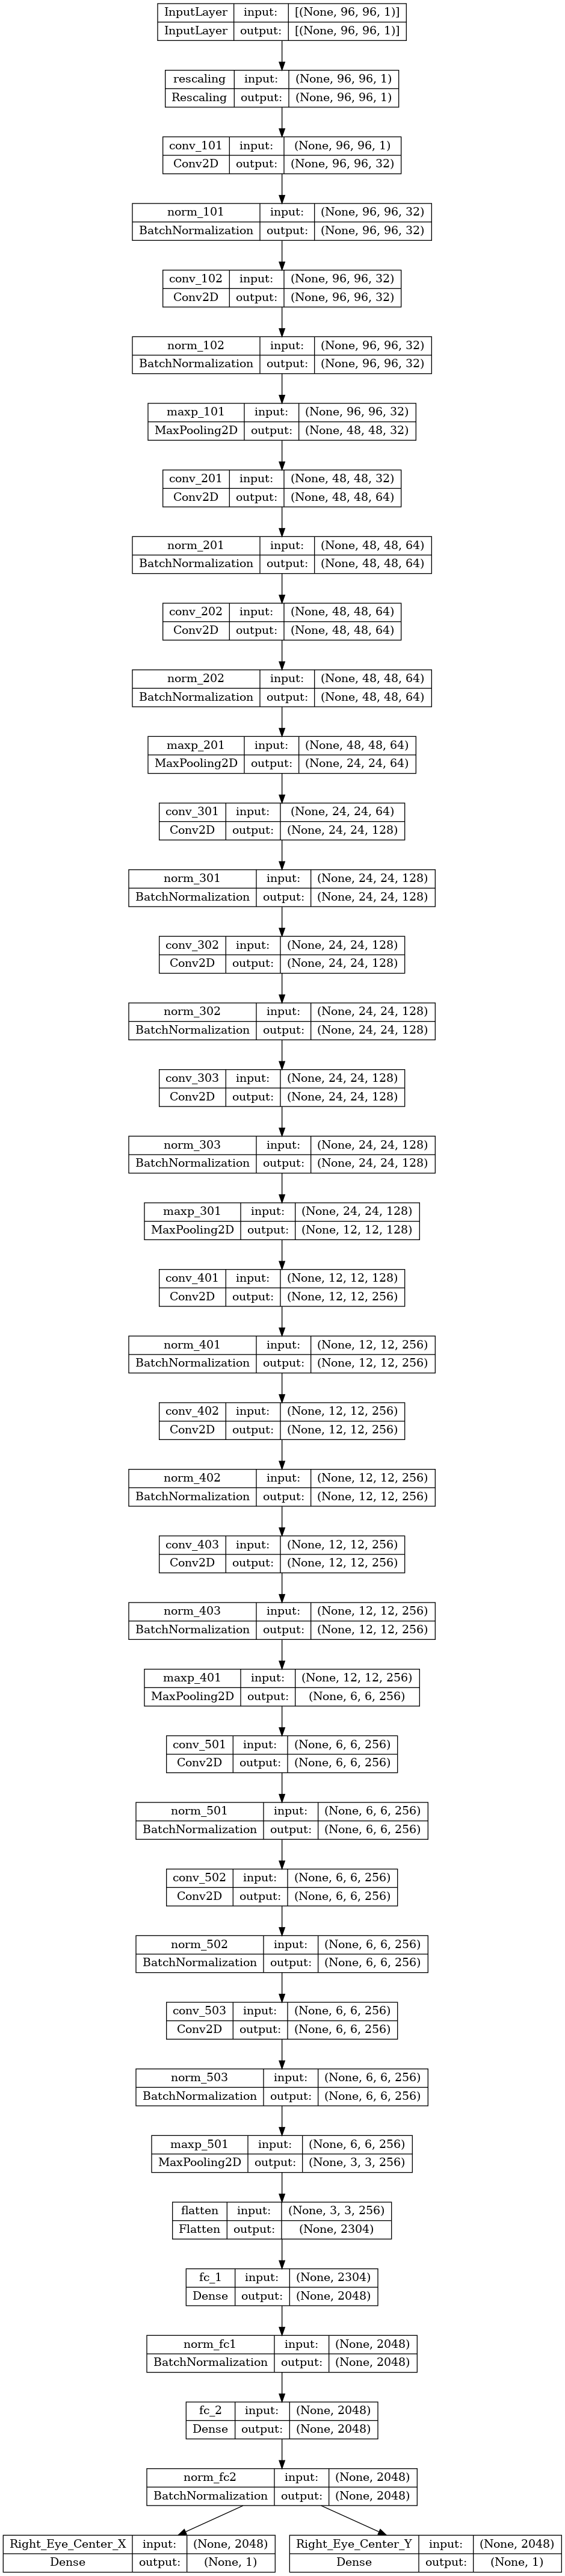 InputLayer input: [(None, 96, 96, 1)]
InputLayer output: [(None, 96, 96, 1)]
rescaling input: (None, 96, 96, 1)
Rescaling output: (None, 96, 96, 1)
conv_101 input: (None, 96, 96, 1)
Conv2D output: (None, 96, 96, 32)
norm_101 input: (None, 96, 96, 32)
BatchNormalization output: (None, 96, 96, 32)
conv_102 input: (None, 96, 96, 32)
Conv2D output: (None, 96, 96, 32)
norm_102 input: (None, 96, 96, 32)
BatchNormalization output: (None, 96, 96, 32)
maxp_101 input: (None, 96, 96, 32)
MaxPooling2D output: (None, 48, 48, 32)
conv_201 input: (None, 48, 48, 32)
Conv2D output: (None, 48, 48, 64)
norm_201 input: (None, 48, 48, 64)
BatchNormalization output: (None, 48, 48, 64)
conv_202 input: (None, 48, 48, 64)
Conv2D output: (None, 48, 48, 64)
norm_202 input: (None, 48, 48, 64)
BatchNormalization output: (None, 48, 48, 64)
maxp_201 input: (None, 48, 48, 64)
MaxPooling2D output: (None, 24, 24, 64)
conv_301 input: (None, 24, 24, 64)
Conv2D output: (None, 24, 24, 128)
norm_301 input: (None, 24, 24, 128)
BatchNormalization output: (None, 24, 24, 128)
conv_302 input: (None, 24, 24, 128)
Conv2D output: (None, 24, 24, 128)
norm_302 input: (None, 24, 24, 128)
BatchNormalization output: (None, 24, 24, 128)
conv_303 input: (None, 24, 24, 128)
Conv2D output: (None, 24, 24, 128)
norm_303 input: (None, 24, 24, 128)
BatchNormalization output: (None, 24, 24, 128)
maxp_301 input: (None, 24, 24, 128)
MaxPooling2D output: (None, 12, 12, 128)
conv_401 input: (None, 12, 12, 128)
Conv2D output: (None, 12, 12, 256)
norm_401 input: (None, 12, 12, 256)
BatchNormalization output: (None, 12, 12, 256)
conv_402 input: (None, 12, 12, 256)
Conv2D output: (None, 12, 12, 256)
norm_402 input: (None, 12, 12, 256)
BatchNormalization output: (None, 12, 12, 256)
conv_403 input: (None, 12, 12, 256)
Conv2D output: (None, 12, 12, 256)
norm_403 input: (None, 12, 12, 256)
BatchNormalization output: (None, 12, 12, 256)
maxp_401 input: (None, 12, 12, 256)
MaxPooling2D output: (None, 6, 6, 256)
conv_501 input: (None, 6, 6, 256)
Conv2D output: (None, 6, 6, 256)
norm_501 input: (None, 6, 6, 256)
BatchNormalization output: (None, 6, 6, 256)
conv_502 input: (None, 6, 6, 256)
Conv2D output: (None, 6, 6, 256)
norm_502 input: (None, 6, 6, 256)
BatchNormalization output: (None, 6, 6, 256)
conv_503 input: (None, 6, 6, 256)
Conv2D output: (None, 6, 6, 256)
norm_503 input: (None, 6, 6, 256)
BatchNormalization output: (None, 6, 6, 256)
maxp_501 input: (None, 6, 6, 256)
MaxPooling2D output: (None, 3, 3, 256)
flatten input: (None, 3, 3, 256)
Flatten output: (None, 2304)
fc_1 input: (None, 2304)
Dense output: (None, 2048)
norm_fc1 input: (None, 2048)
BatchNormalization output: (None, 2048)
fc_2 input: (None, 2048)
Dense output: (None, 2048)
norm_fc2 input: (None, 2048)
BatchNormalization output: (None, 2048)
Right_Eye_Center_X input: (None, 2048)
Dense output: (None, 1)
Right_Eye_Center_Y input: (None, 2048)
Dense output: (None, 1)